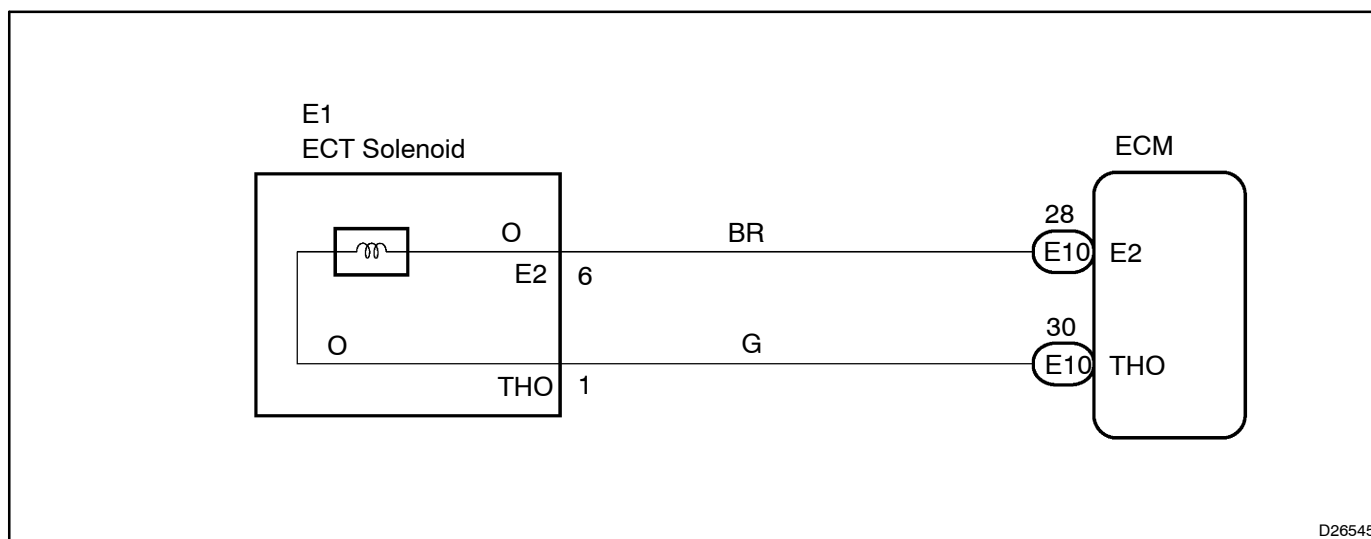 E1
ECT Solenoid
ECM
O
BR
28
E10
E2
E2
6
O
G
30
E10
THO
THO
1
D26545